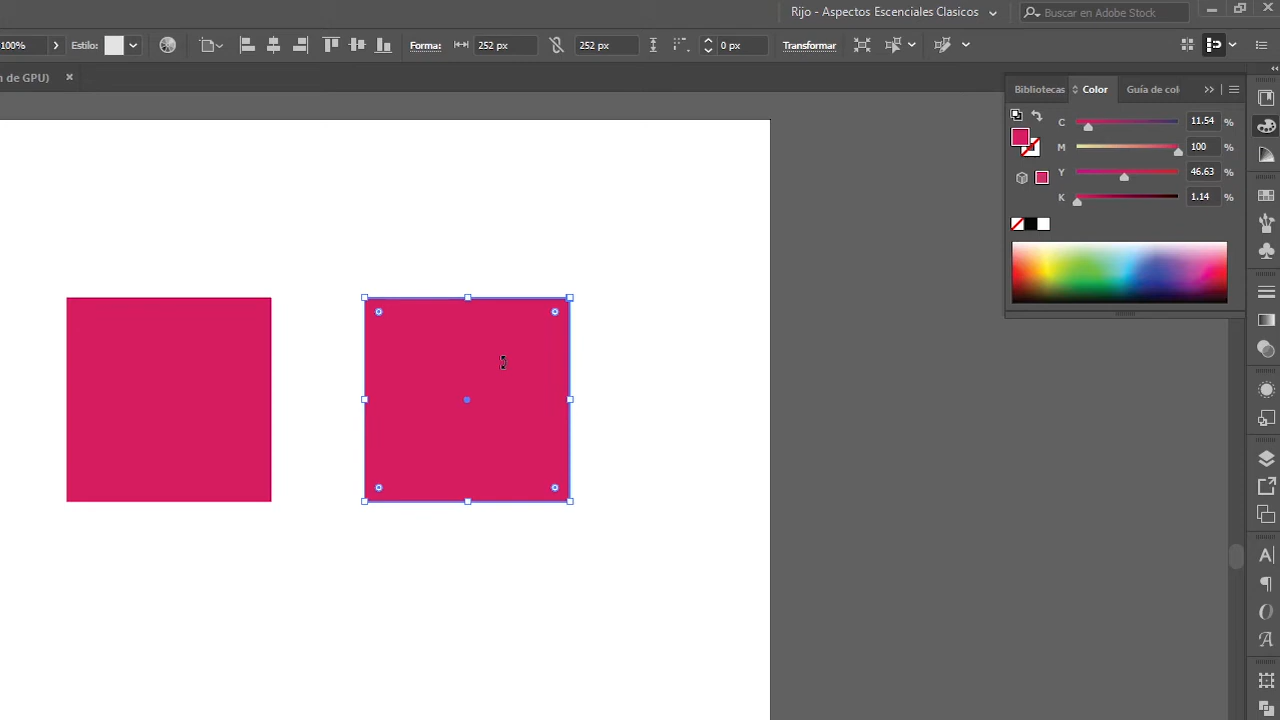 Rijo - Aspectos Escenciales Clasicos
Buscar en Adobe Stock
100%
Estilo:
Forma:
252 px
252 px
0 px
Transformar
n de GPU)
Bibliotecas
Color
Guía de colo
C
11.54
%
M
100
%
Y
46.63
%
K
1.14
%